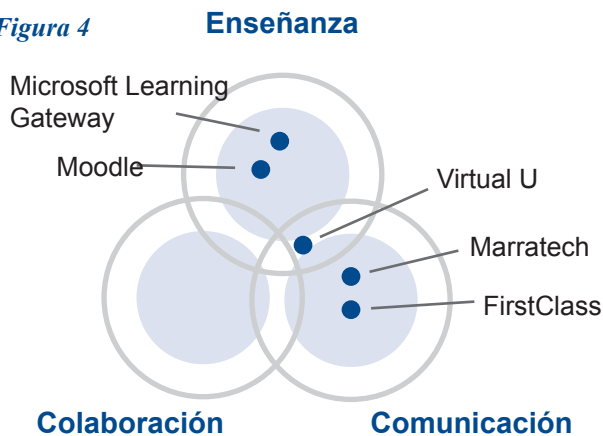 Figura 4
Enseñanza
Microsoft Learning
Gateway
Moodle
Virtual U
Marratech
FirstClass
Colaboración
Comunicación